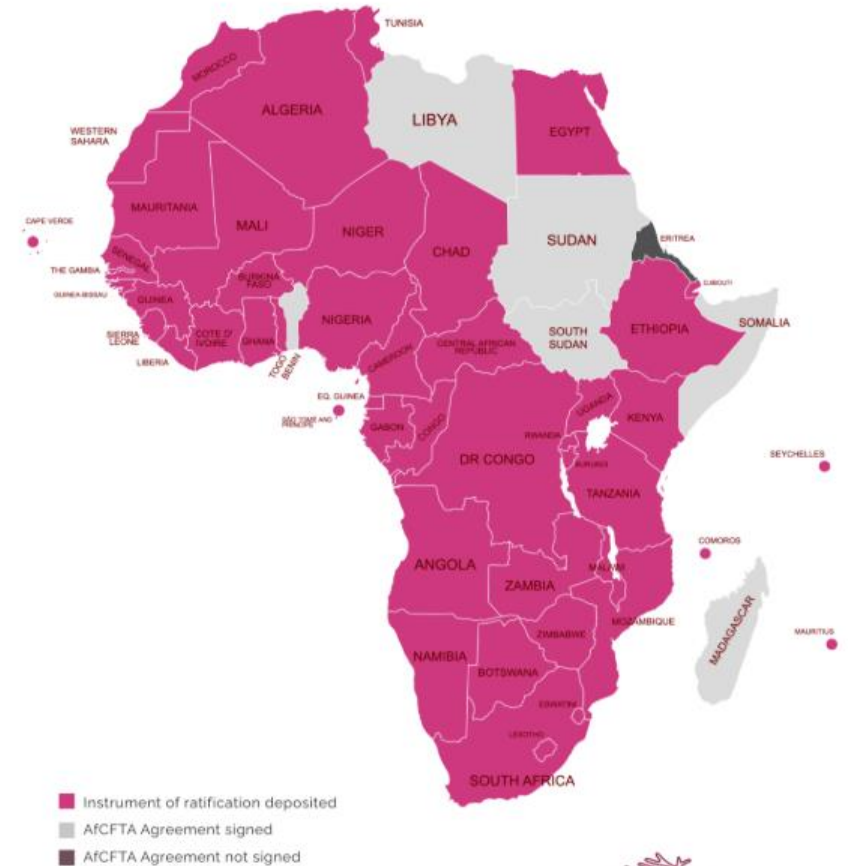 TUNISIA
MOROCCO
ALGERIA
LIBYA
EGYPT
WESTERN
SAHARA
MAURITANIA
MALI
NIGER
CHAD
SUDAN
ERITREA
CAPE VERDE
SENEGAL
THE GAMBIA
GUINEA-BISSAU
GUINEA
BURKINA
FASO
DJIBOUTI
SIERRA
LEONE
LIBERIA
COTE D'
IVOIRE
GHANA
TOGO
BENIN
NIGERIA
CAMEROON
CENTRAL AFRICAN
REPUBLIC
SOUTH
SUDAN
ETHIOPIA
SOMALIA
EQ. GUINEA
SÃO TOMÉ AND
PRINCIPE
GABON
CONGO
DR CONGO
UGANDA
KENYA
RWANDA
BURUNDI
TANZANIA
SEYCHELLES
COMOROS
ANGOLA
ZAMBIA
MALAWI
MOZAMBIQUE
MADAGASCAR
MAURITIUS
NAMIBIA
ZIMBABWE
BOTSWANA
ESWATINI
LESOTHO
SOUTH AFRICA
Instrument of ratification deposited
AfCFTA Agreement signed
AfCFTA Agreement not signed